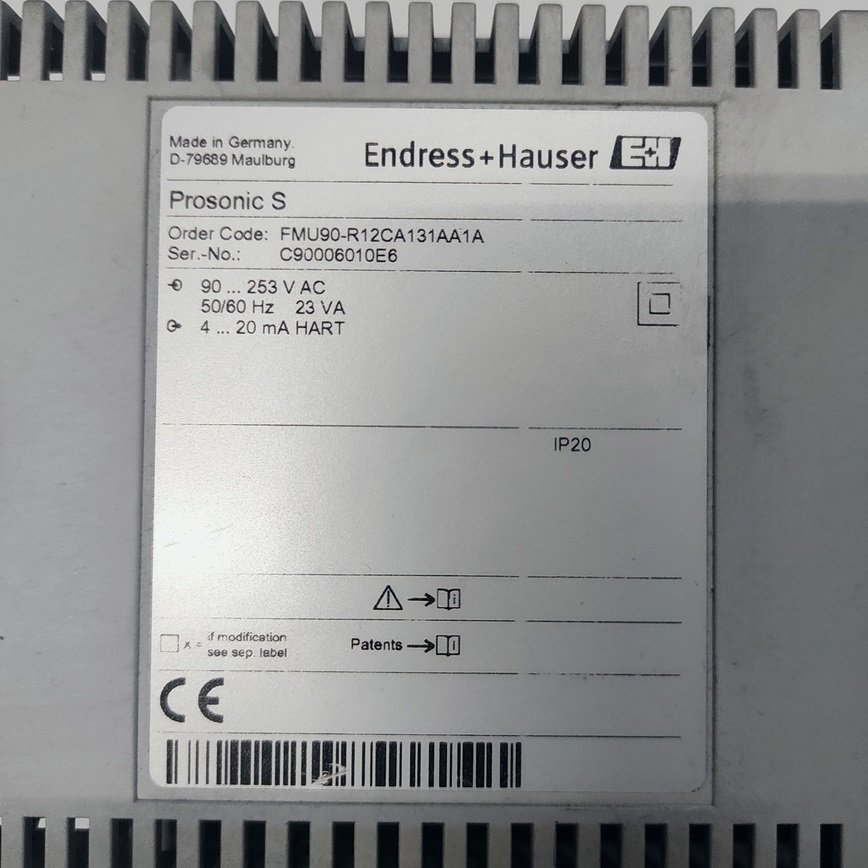 Made in Germany.
D-79689 Maulburg
Endress+Hauser
E+H
Prosonic S
Order Code: FMU90-R12CA131AA1A
Ser.-No.: C90006010E6
90 ... 253 V AC
50/60 Hz 23 VA
4 ... 20 mA HART
IP20
if modification
see sep. label
Patents
CE